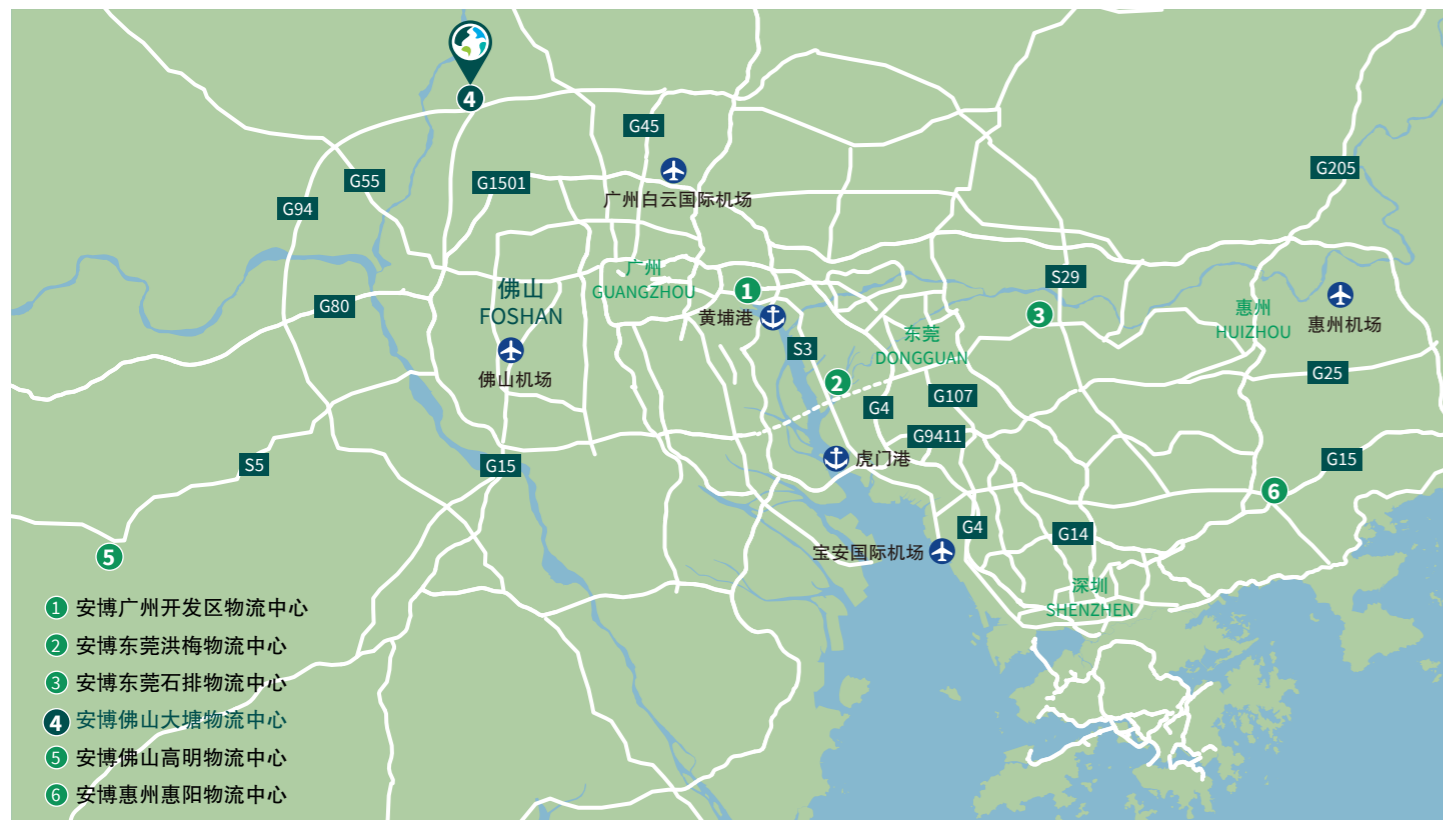 4
G45
G205
G55
G1501
G94
广州白云国际机场
广州
GUANGZHOU
S29
佛山
FOSHAN
1
G80
黄埔港
3
惠州
HUIZHOU
惠州机场
东莞
DONGGUAN
S3
佛山机场
2
G25
G107
G4
G9411
S5
G15
虎门港
G15
6
G4
G14
宝安国际机场
5
深圳
SHENZHEN
1 安博广州开发区物流中心
2 安博东莞洪梅物流中心
3 安博东莞石排物流中心
4 安博佛山大塘物流中心
5 安博佛山高明物流中心
6 安博惠州惠阳物流中心